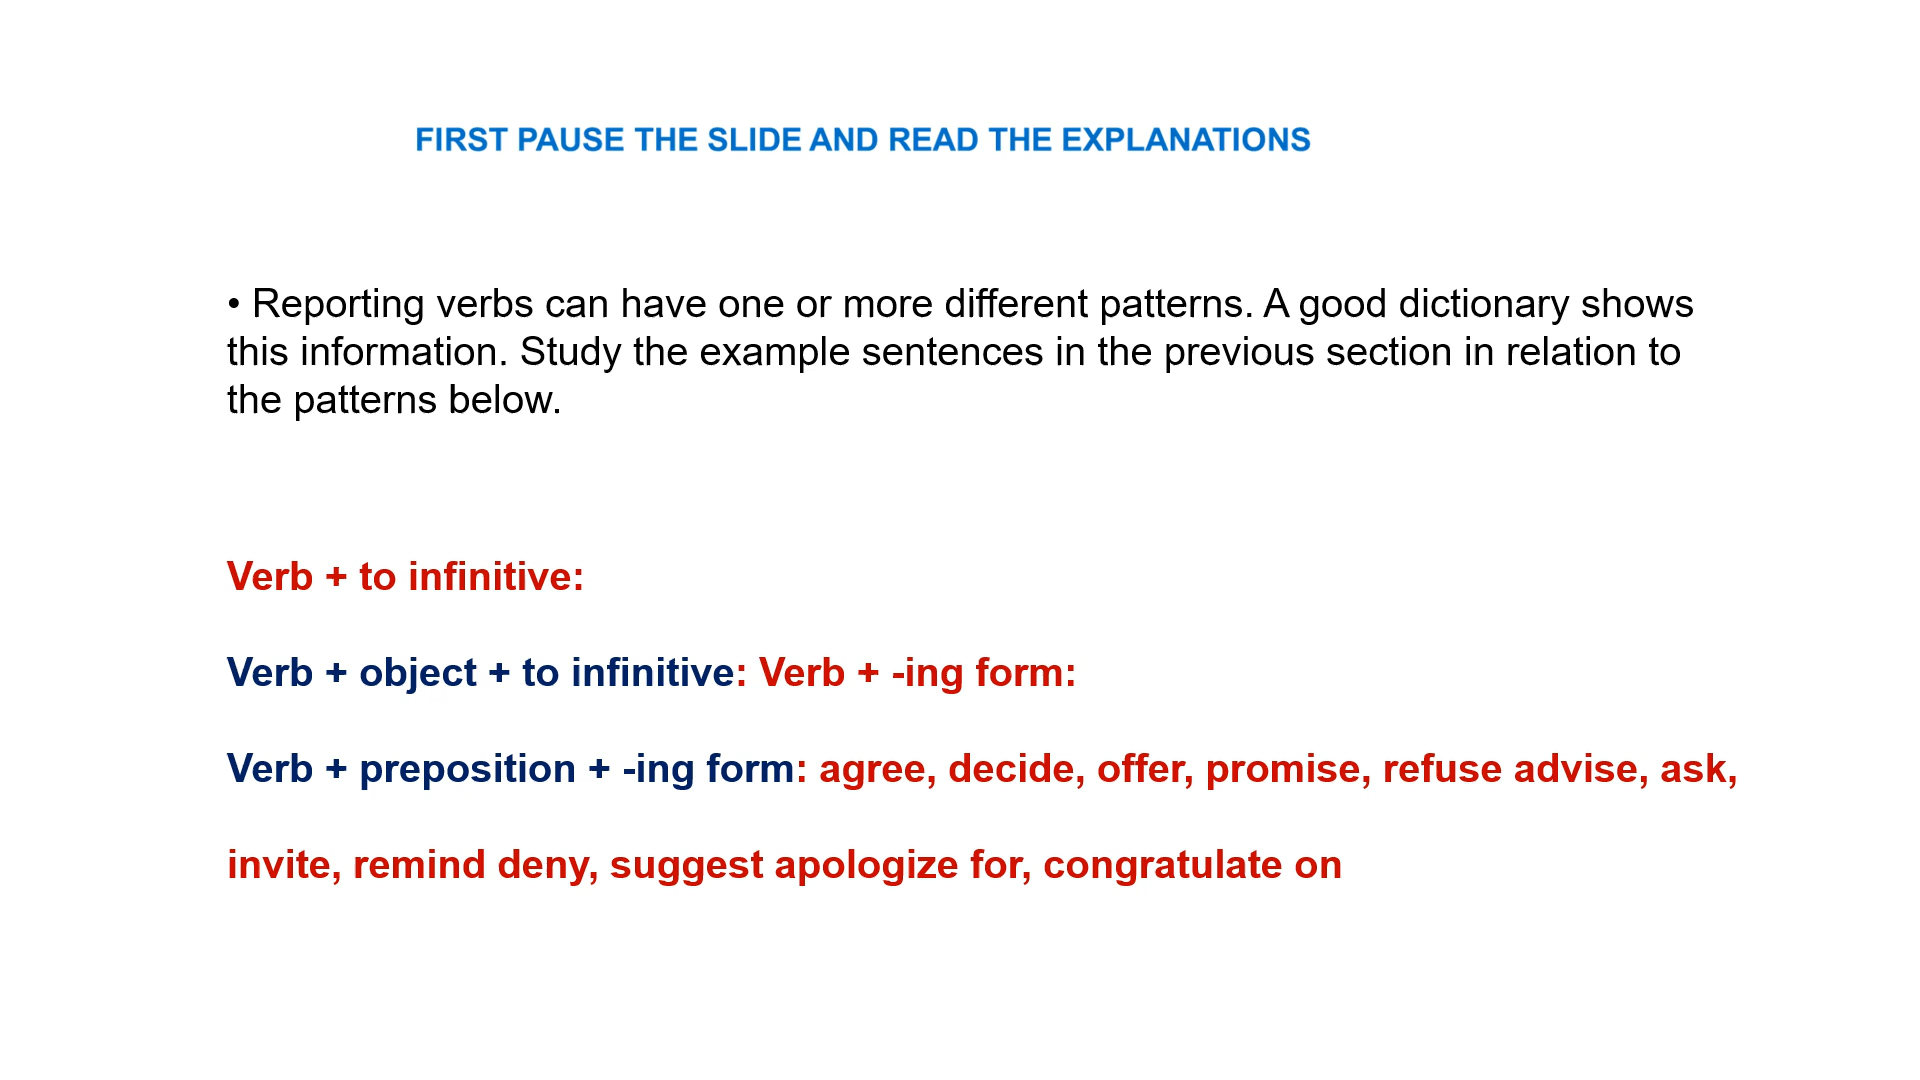 FIRST PAUSE THE SLIDE AND READ THE EXPLANATIONS
• Reporting verbs can have one or more different patterns. A good dictionary shows
this information. Study the example sentences in the previous section in relation to
the patterns below.
Verb + to infinitive:
Verb + object + to infinitive: Verb + -ing form:
Verb + preposition + -ing form: agree, decide, offer, promise, refuse advise, ask,
invite, remind deny, suggest apologize for, congratulate on